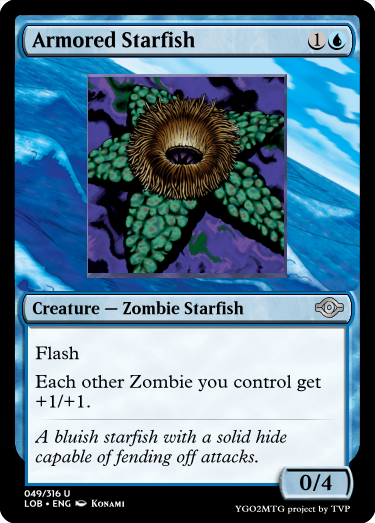 Armored Starfish
1
Creature — Zombie Starfish
Flash
Each other Zombie you control get
+1/+1.
A bluish starfish with a solid hide
capable of fending off attacks.
0/4
049/316 U
LOB • ENG Konami
YGO2MTG project by TVP